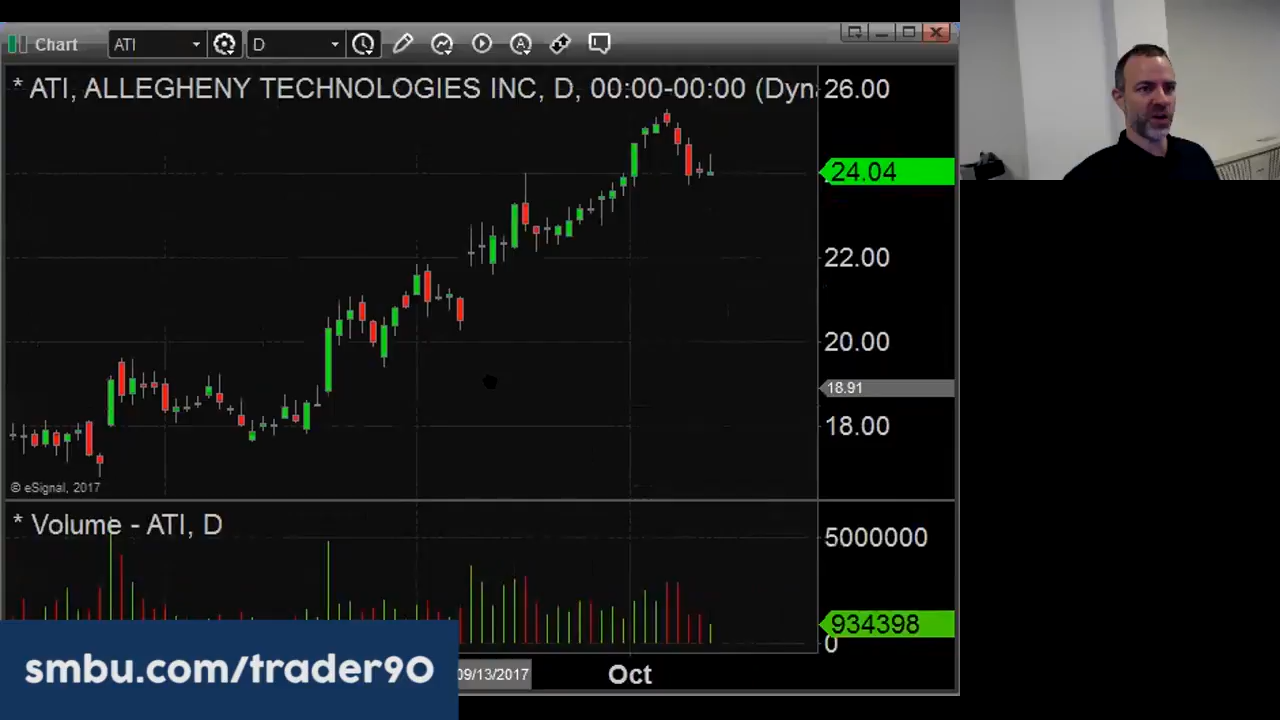 Chart
ATI
D
* ATI, ALLEGHENY TECHNOLOGIES INC, D, 00:00-00:00 (Dyna
26.00
24.04
22.00
20.00
18.91
18.00
© eSignal, 2017
* Volume - ATI, D
5000000
934398
0
09/13/2017
Oct
smbu.com/trader90